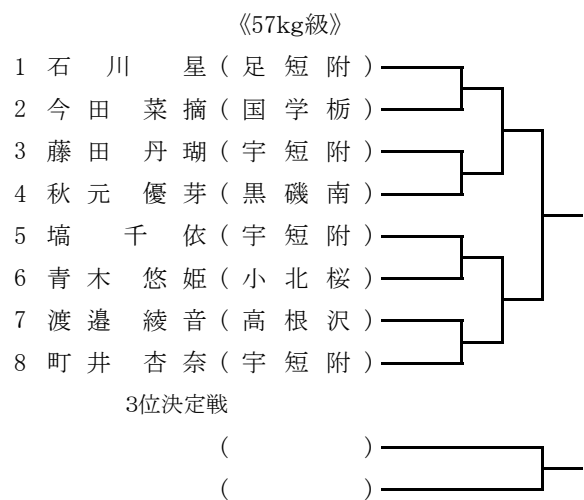 《57kg級》
1 石川 星(足短附)
2 今田菜摘(国学栃)
3 藤田丹瑚(宇短附)
4 秋元優芽(黒磯南)
5 塙 千依(宇短附)
6 青木悠姫(小北桜)
7 渡邉綾音(高根沢)
8 町井杏奈(宇短附)
3位決定戦
( )
( )